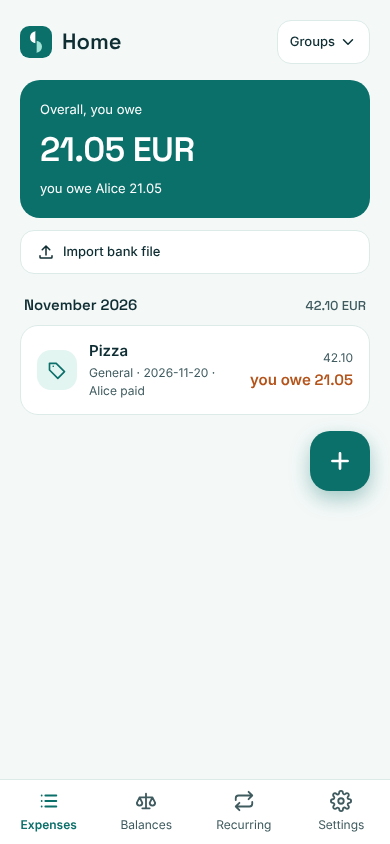 Home
Groups
Overall, you owe
21.05 EUR
you owe Alice 21.05
Import bank file
November 2026
42.10 EUR
Pizza
General · 2026-11-20 ·
Alice paid
42.10
you owe 21.05
Expenses
Balances
Recurring
Settings